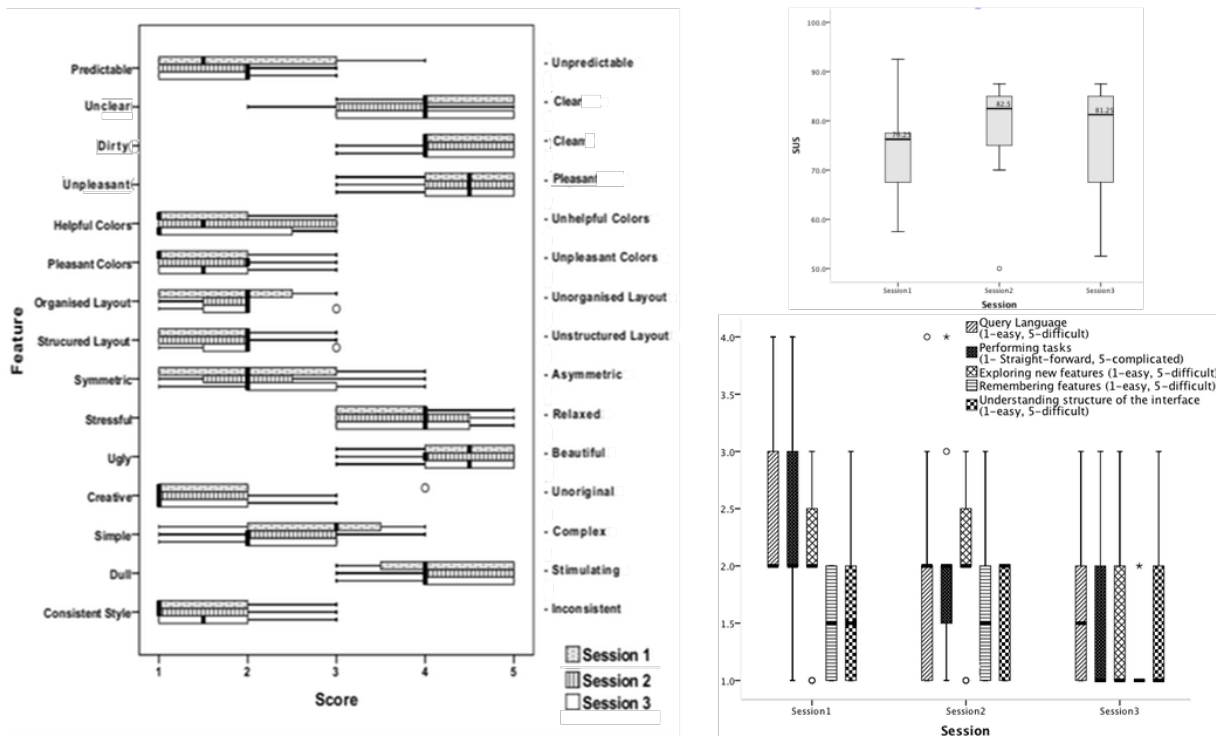 Feature
Predictable - Unpredictable
Unclear - Clear
Dirty - Clean
Unpleasant - Pleasant
Helpful Colors - Unhelpful Colors
Pleasant Colors - Unpleasant Colors
Organised Layout - Unorganised Layout
Strucured Layout - Unstructured Layout
Symmetric - Asymmetric
Stressful - Relaxed
Ugly - Beautiful
Creative - Unoriginal
Simple - Complex
Dull - Stimulating
Consistent Style - Inconsistent
1 2 3 4 5
Score
Session 1
Session 2
Session 3
100.0
90.0
80.0
70.0
60.0
50.0
SUS
76.25
82.5
81.25
Session1 Session2 Session3
Session
Query Language
(1-easy, 5-difficult)
Performing tasks
(1- Straight-forward, 5-complicated)
Exploring new features (1-easy, 5-difficult)
Remembering features (1-easy, 5-difficult)
Understanding structure of the interface
(1-easy, 5-difficult)
4.0
3.0
2.5
2.0
1.5
1.0
Session1 Session2 Session3
Session